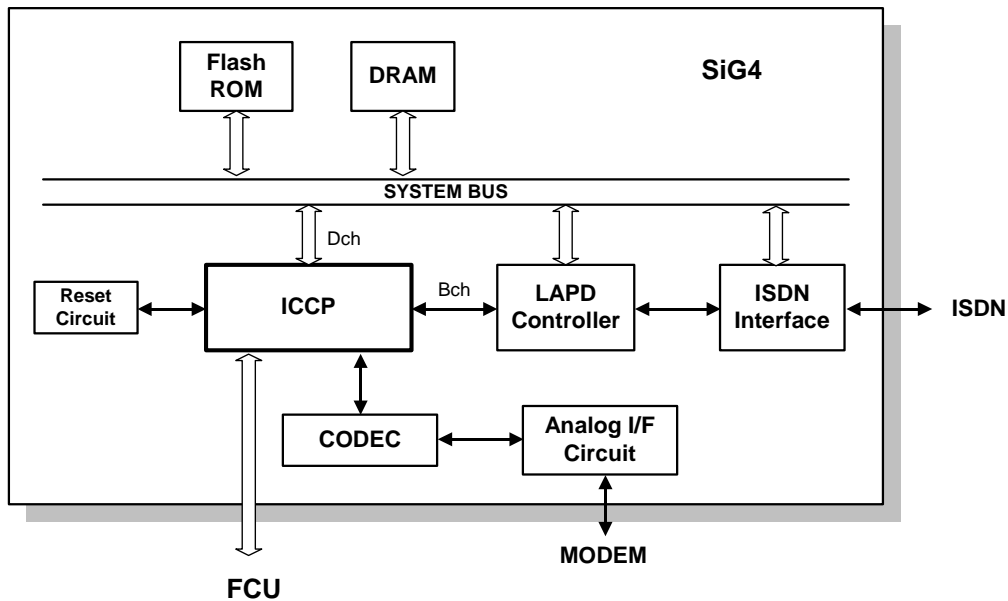 Flash
ROM
DRAM
SiG4
SYSTEM BUS
Dch
Reset
Circuit
ICCP
Bch
LAPD
Controller
ISDN
Interface
ISDN
CODEC
Analog I/F
Circuit
MODEM
FCU